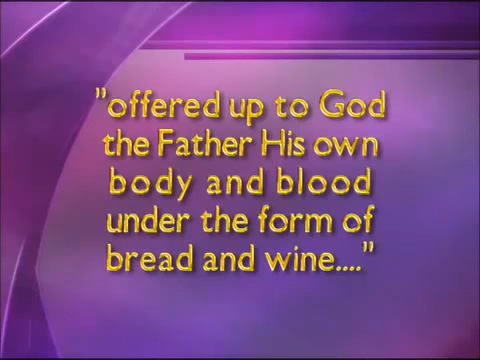 "offered up to God
the Father His own
body and blood
under the form of
bread and wine...."